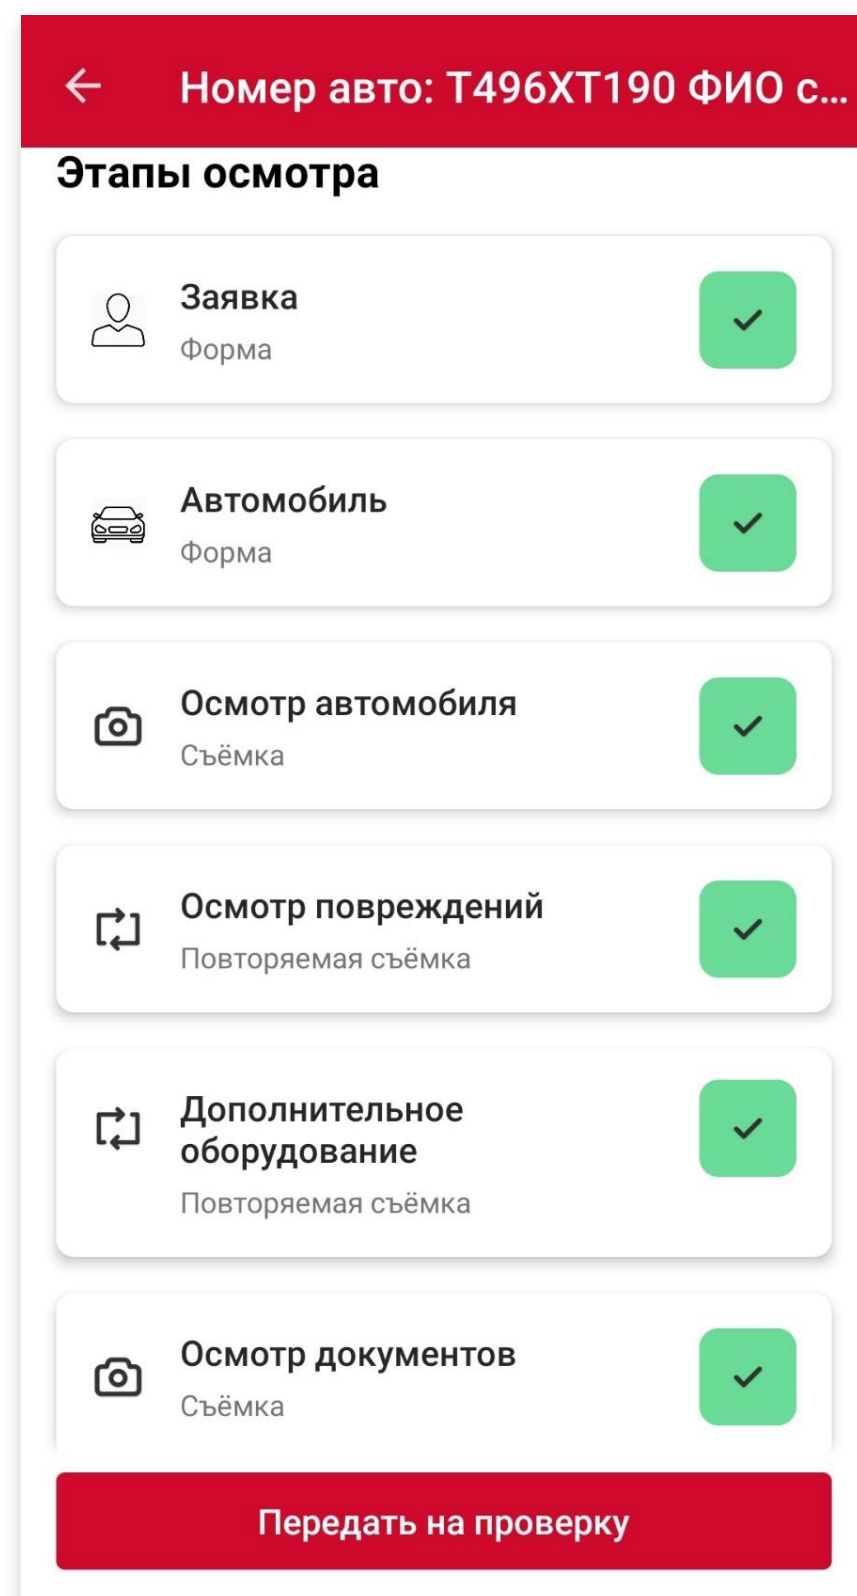 Номер авто: Т496ХТ190 ФИО с...
Этапы осмотра
Заявка
Форма
Автомобиль
Форма
Осмотр автомобиля
Съёмка
Осмотр повреждений
Повторяемая съёмка
Дополнительное
оборудование
Повторяемая съёмка
Осмотр документов
Съёмка
Передать на проверку